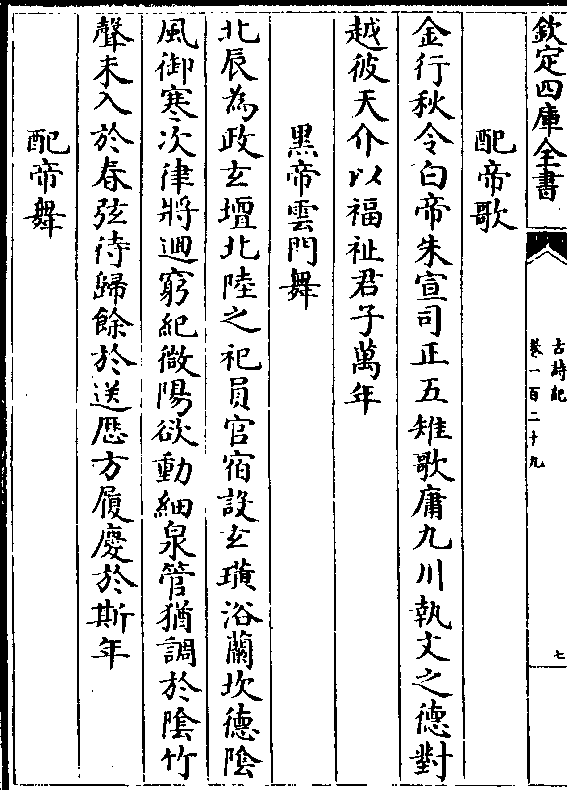 欽定四庫全書
古詩紀
卷一百二十九
七
配帝歌
金行秋令白帝朱宣司正五雉歌庸九川執文之德對
越彼天介以福祉君子萬年
黑帝雲門舞
北辰為政玄壇北陸之祀員官宿設玄璜浴蘭坎德隂
風御寒次律將迴窮紀微陽欲動細泉管猶調於隂竹
聲未入於春弦待歸餘於送厯方履慶於斯年
配帝舞